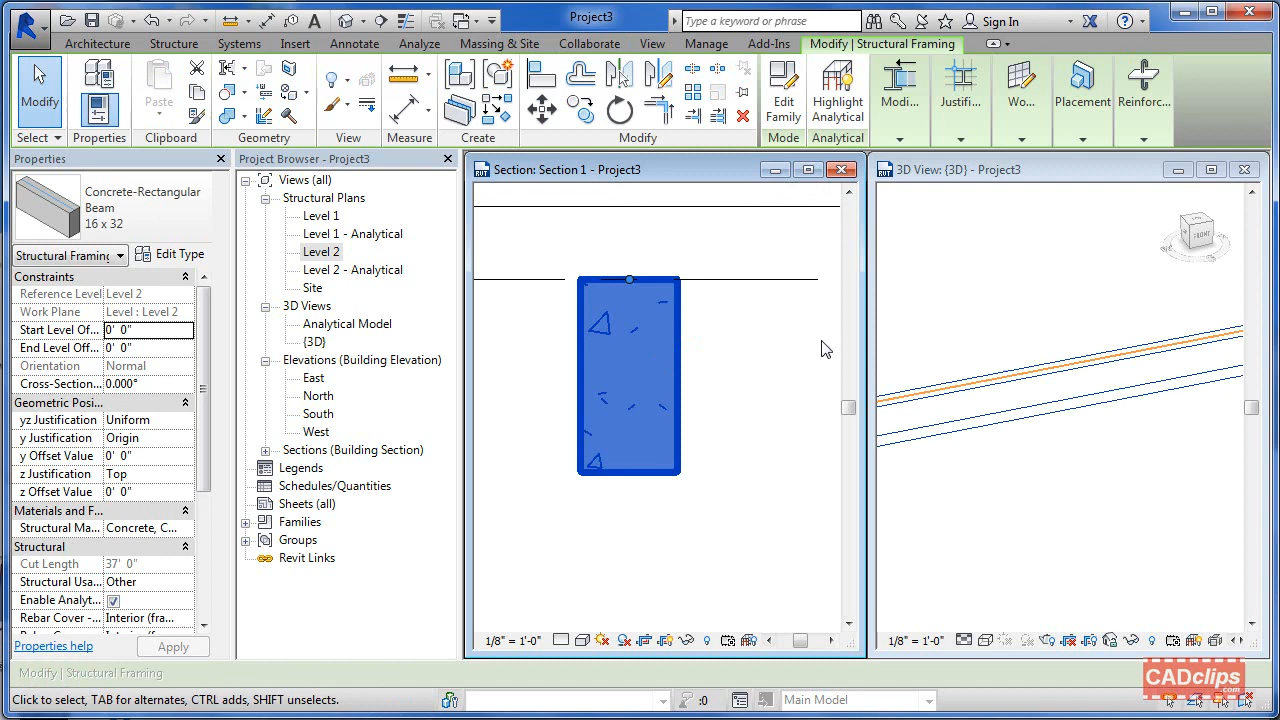 Project3
Type a keyword or phrase
Sign In
Architecture Structure Systems Insert Annotate Analyze Massing & Site Collaborate View Manage Add-Ins Modify | Structural Framing
Modify
Properties
Paste
Edit Family
Highlight Analytical
Modi...
Justifi...
Wo...
Placement
Reinforc...
Select Properties Clipboard Geometry View Measure Create Modify Mode Analytical
Properties
Concrete-Rectangular
Beam
16 x 32
Structural Framing
Edit Type
Constraints
Reference Level Level 2
Work Plane Level : Level 2
Start Level Of... 0' 0"
End Level Off... 0' 0"
Orientation Normal
Cross-Section... 0.000°
Geometric Posi...
yz Justification Uniform
y Justification Origin
y Offset Value 0' 0"
z Justification Top
z Offset Value 0' 0"
Materials and F...
Structural Ma... Concrete, C...
Structural
Cut Length 37' 0"
Structural Usa... Other
Enable Analyt...
Rebar Cover -... Interior (fra...
Properties help
Apply
Project Browser - Project3
Views (all)
Structural Plans
Level 1
Level 1 - Analytical
Level 2
Level 2 - Analytical
Site
3D Views
Analytical Model
{3D}
Elevations (Building Elevation)
East
North
South
West
Sections (Building Section)
Legends
Schedules/Quantities
Sheets (all)
Families
Groups
Revit Links
Section: Section 1 - Project3
1/8" = 1'-0"
3D View: {3D} - Project3
FRONT
1/8" = 1'-0"
Modify | Structural Framing
Click to select, TAB for alternates, CTRL adds, SHIFT unselects.
:0
Main Model
CADclips
.com